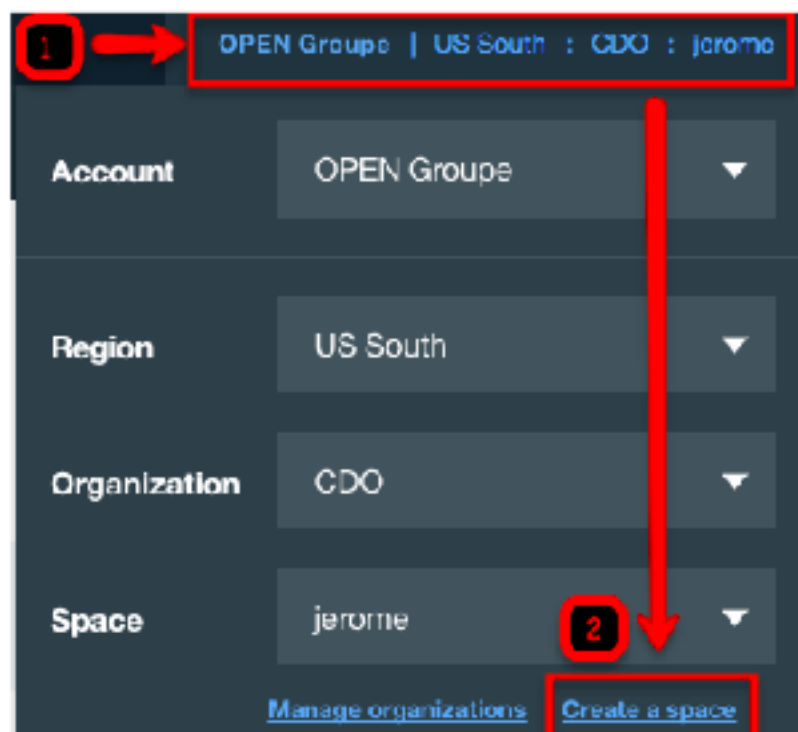 1 OPEN Groupe | US South : CDO : jerome
Account OPEN Groupe
Region US South
Organization CDO
Space jerome
2
Manage organizations Create a space